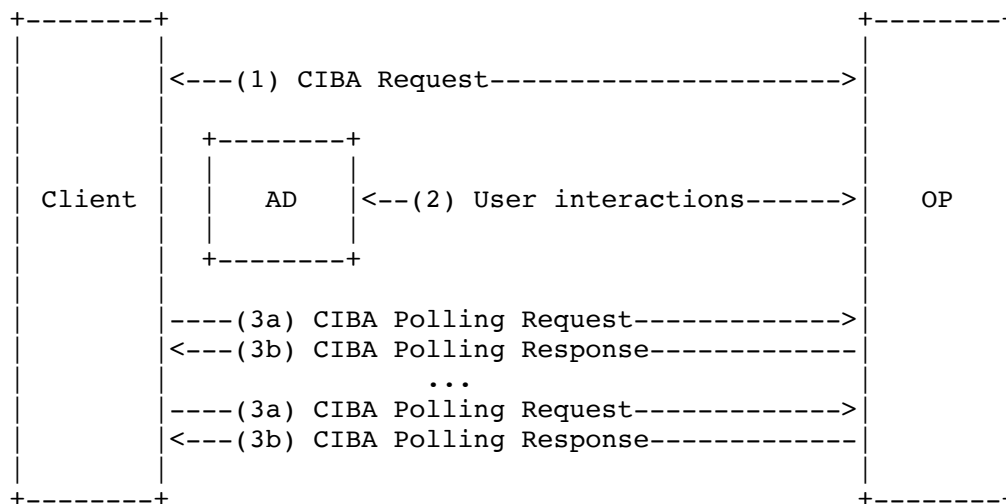 <---(1) CIBA Request---------------------->
Client AD <--(2) User interactions------> OP
----(3a) CIBA Polling Request------------->
<---(3b) CIBA Polling Response-------------
...
----(3a) CIBA Polling Request------------->
<---(3b) CIBA Polling Response-------------